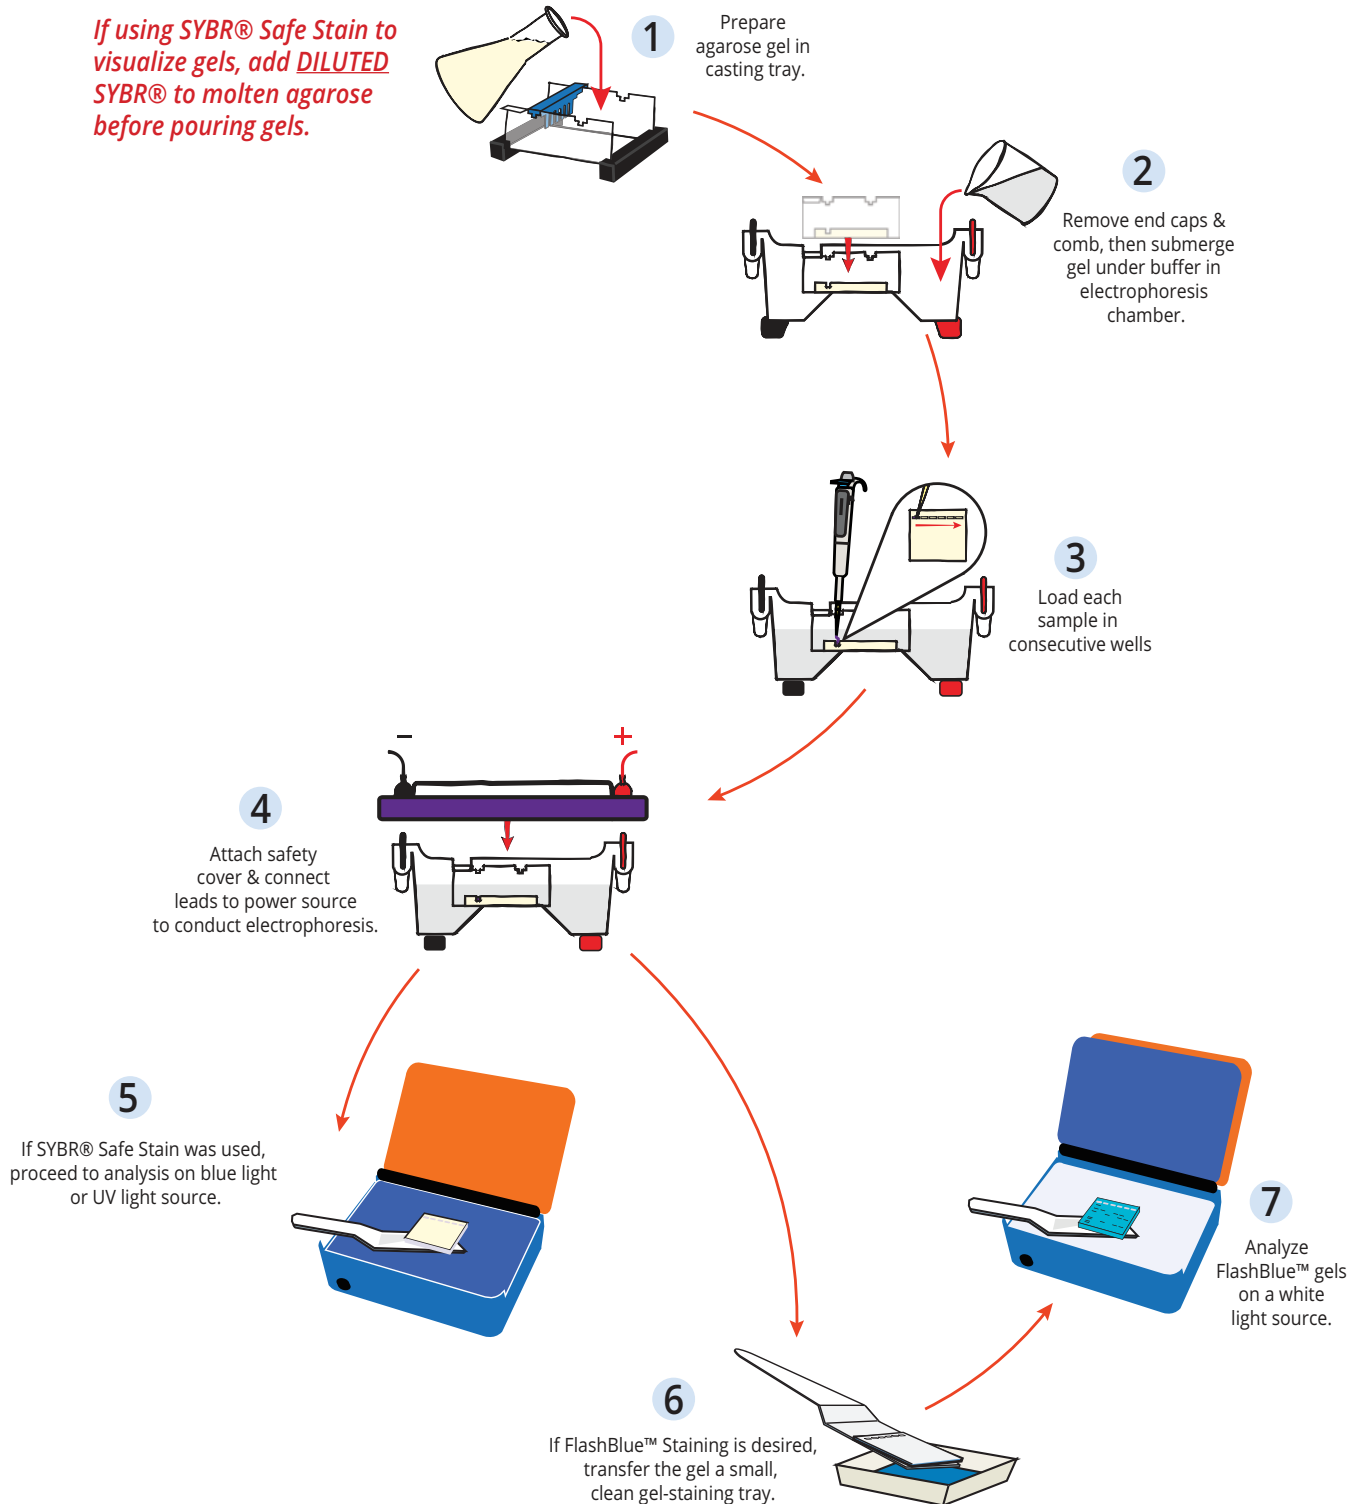 If using SYBR® Safe Stain to
visualize gels, add DILUTED
SYBR® to molten agarose
before pouring gels.
1
Prepare
agarose gel in
casting tray.
2
Remove end caps &
comb, then submerge
gel under buffer in
electrophoresis
chamber.
3
Load each
sample in
consecutive wells
− +
4
Attach safety
cover & connect
leads to power source
to conduct electrophoresis.
5
If SYBR® Safe Stain was used,
proceed to analysis on blue light
or UV light source.
6
If FlashBlue™ Staining is desired,
transfer the gel a small,
clean gel-staining tray.
7
Analyze
FlashBlue™ gels
on a white
light source.